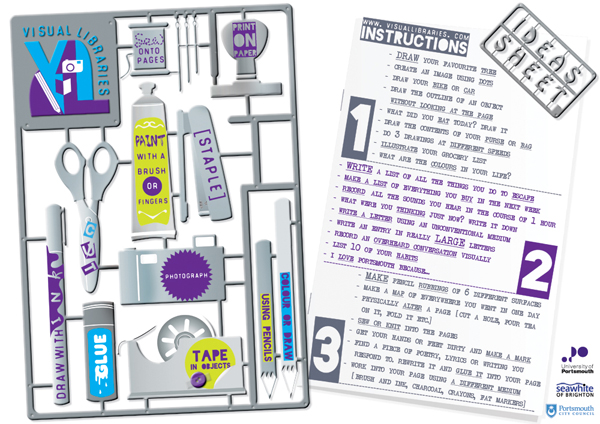 VISUAL LIBRARIES
VL
Sew
ONTO
PAGES
PRINT
ON
PAPER
PAINT
WITH A
BRUSH
OR
FINGERS
[STAPLE]
PHOTOGRAPH
DRAW WITH INK
GLUE
TAPE
IN OBJECTS
USING PENCILS
COLOUR OR DRAW
WWW. VISUALLIBRARIES. COM
INSTRUCTIONS
IDEAS
SHEET
1
- DRAW YOUR FAVOURITE TREE
- CREATE AN IMAGE USING DOTS
- DRAW YOUR BIKE OR CAR
- DRAW THE OUTLINE OF AN OBJECT
WITHOUT LOOKING AT THE PAGE
- WHAT DID YOU EAT TODAY? DRAW IT
- DRAW THE CONTENTS OF YOUR PURSE OR BAG
- DO 3 DRAWINGS AT DIFFERENT SPEEDS
- ILLUSTRATE YOUR GROCERY LIST
- WHAT ARE THE COLOURS IN YOUR LIFE?
- WRITE A LIST OF ALL THE THINGS YOU DO TO ESCAPE
- MAKE A LIST OF EVERYTHING YOU BUY IN THE NEXT WEEK
- RECORD ALL THE SOUNDS YOU HEAR IN THE COURSE OF 1 HOUR
- WHAT WERE YOU THINKING JUST NOW? WRITE IT DOWN
- WRITE A LETTER USING AN UNCONVENTIONAL MEDIUM
- WRITE AN ENTRY IN REALLY LARGE LETTERS
- RECORD AN OVERHEARD CONVERSATION VISUALLY
- LIST 10 OF YOUR HABITS
- I LOVE PORTSMOUTH BECAUSE...
2
- MAKE PENCIL RUBBINGS OF 6 DIFFERENT SURFACES
- MAKE A MAP OF EVERYWHERE YOU WENT IN ONE DAY
- PHYSICALLY ALTER A PAGE [CUT A HOLE, POUR TEA
ON IT, FOLD IT ETC.]
- SEW OR KNIT INTO THE PAGES
- GET YOUR HANDS OR FEET DIRTY AND MAKE A MARK
- FIND A PIECE OF POETRY, LYRICS OR WRITING YOU
RESPOND TO. REWRITE IT AND GLUE IT INTO YOUR PAGE
- WORK INTO YOUR PAGE USING A DIFFERENT MEDIUM
[BRUSH AND INK, CHARCOAL, CRAYONS, FAT MARKERS]
3
University of
Portsmouth
seawhite
OF BRIGHTON
Portsmouth
CITY COUNCIL